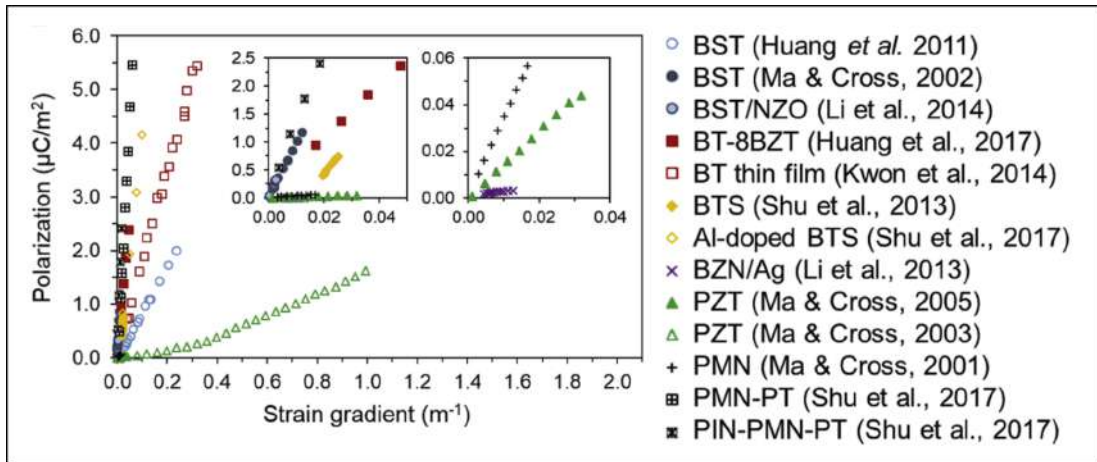 6.0
5.0
4.0
3.0
2.0
1.0
0.0
Polarization (µC/m²)
0.0 0.2 0.4 0.6 0.8 1.0 1.2 1.4 1.6 1.8 2.0
Strain gradient (m⁻¹)
2.5
2.0
1.5
1.0
0.5
0.0
0.00 0.02 0.04
0.06
0.04
0.02
0.00
0.00 0.02 0.04
BST (Huang et al. 2011)
BST (Ma & Cross, 2002)
BST/NZO (Li et al., 2014)
BT-8BZT (Huang et al., 2017)
BT thin film (Kwon et al., 2014)
BTS (Shu et al., 2013)
Al-doped BTS (Shu et al., 2017)
BZN/Ag (Li et al., 2013)
PZT (Ma & Cross, 2005)
PZT (Ma & Cross, 2003)
PMN (Ma & Cross, 2001)
PMN-PT (Shu et al., 2017)
PIN-PMN-PT (Shu et al., 2017)